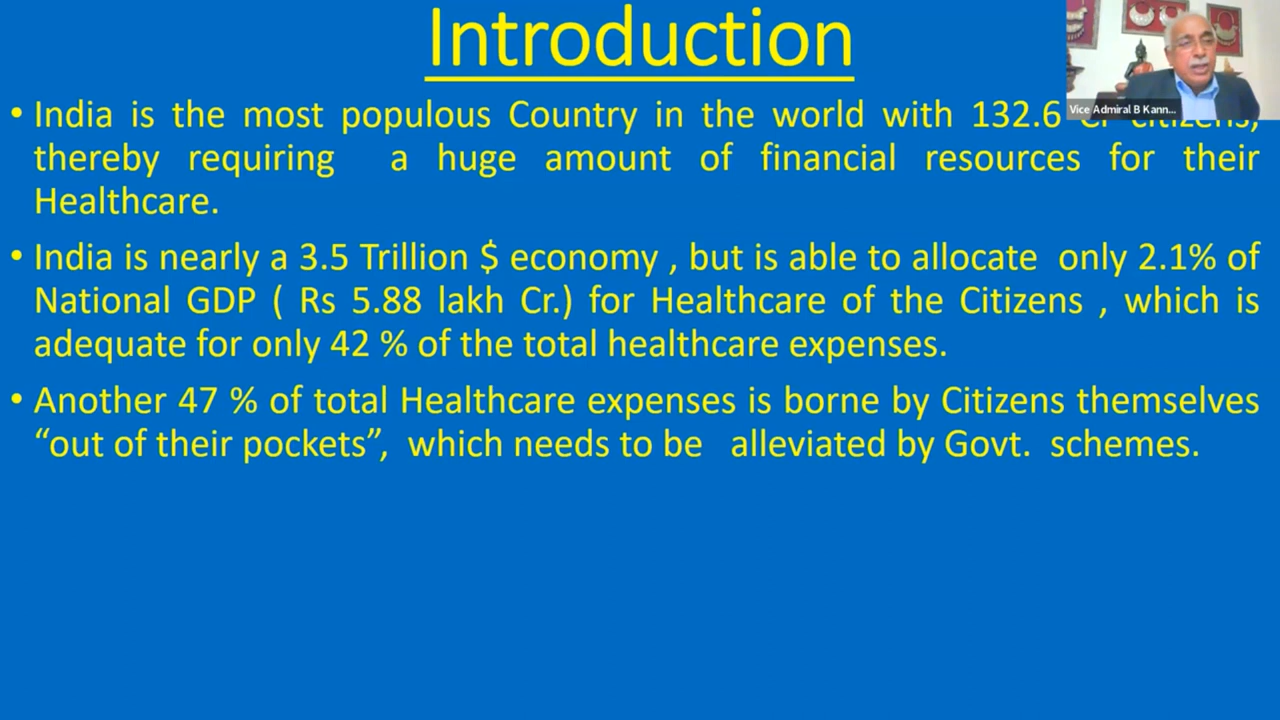 Introduction
Vice Admiral B Kann...
• India is the most populous Country in the world with 132.6 Cr citizens,
thereby requiring a huge amount of financial resources for their
Healthcare.
• India is nearly a 3.5 Trillion $ economy , but is able to allocate only 2.1% of
National GDP ( Rs 5.88 lakh Cr.) for Healthcare of the Citizens , which is
adequate for only 42 % of the total healthcare expenses.
• Another 47 % of total Healthcare expenses is borne by Citizens themselves
“out of their pockets”, which needs to be alleviated by Govt. schemes.